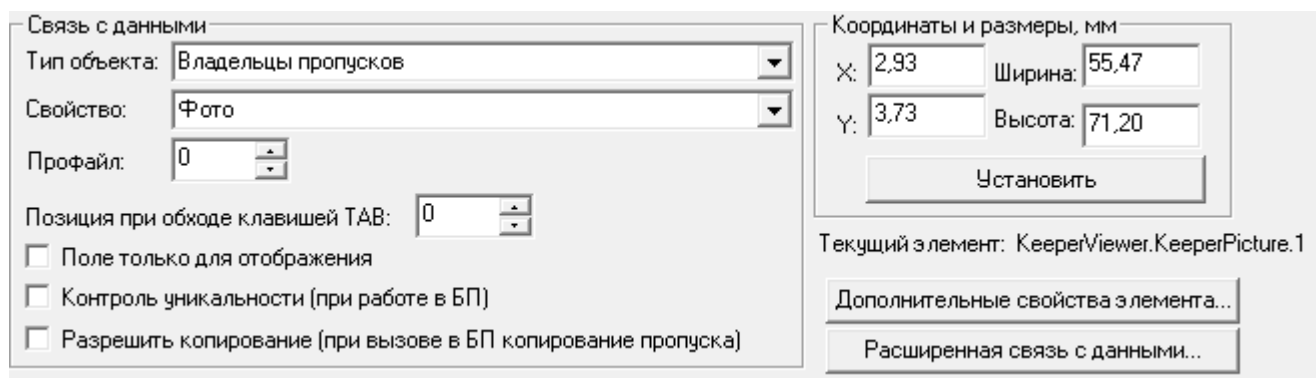 Связь с данными
Тип объекта: Владельцы пропусков
Свойство: Фото
Профайл: 0
Позиция при обходе клавишей TAB: 0
Поле только для отображения
Контроль уникальности (при работе в БП)
Разрешить копирование (при вызове в БП копирование пропуска)
Координаты и размеры, мм
X: 2,93 Ширина: 55,47
Y: 3,73 Высота: 71,20
Установить
Текущий элемент: KeeperViewer.KeeperPicture.1
Дополнительные свойства элемента...
Расширенная связь с данными...